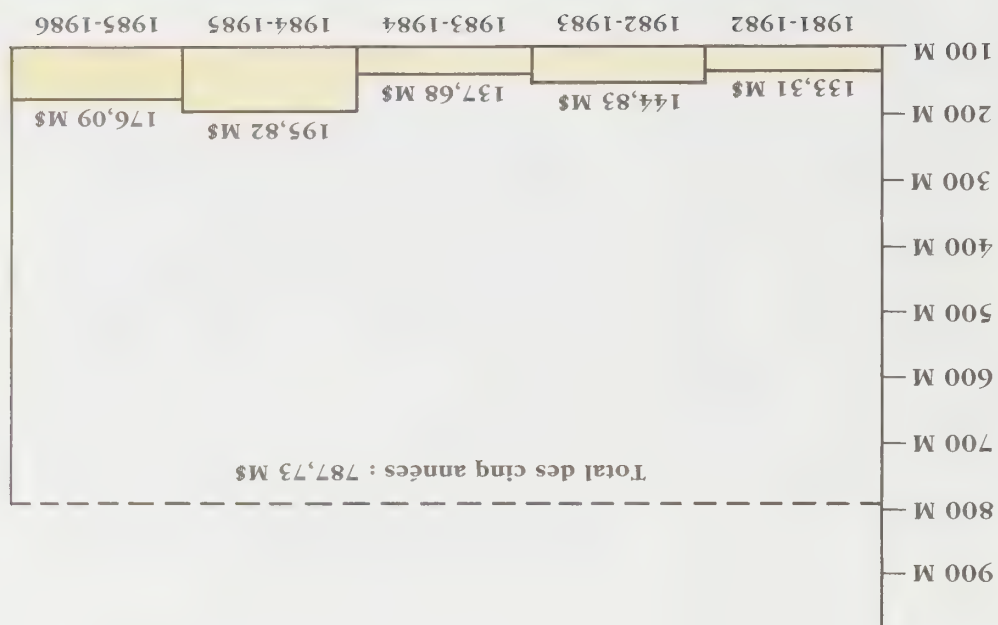 900 M
800 M
Total des cinq années : 787,73 M$
700 M
600 M
500 M
400 M
300 M
200 M
133,31 M$ 144,83 M$ 137,68 M$ 195,82 M$ 176,09 M$
100 M
1981-1982 1982-1983 1983-1984 1984-1985 1985-1986